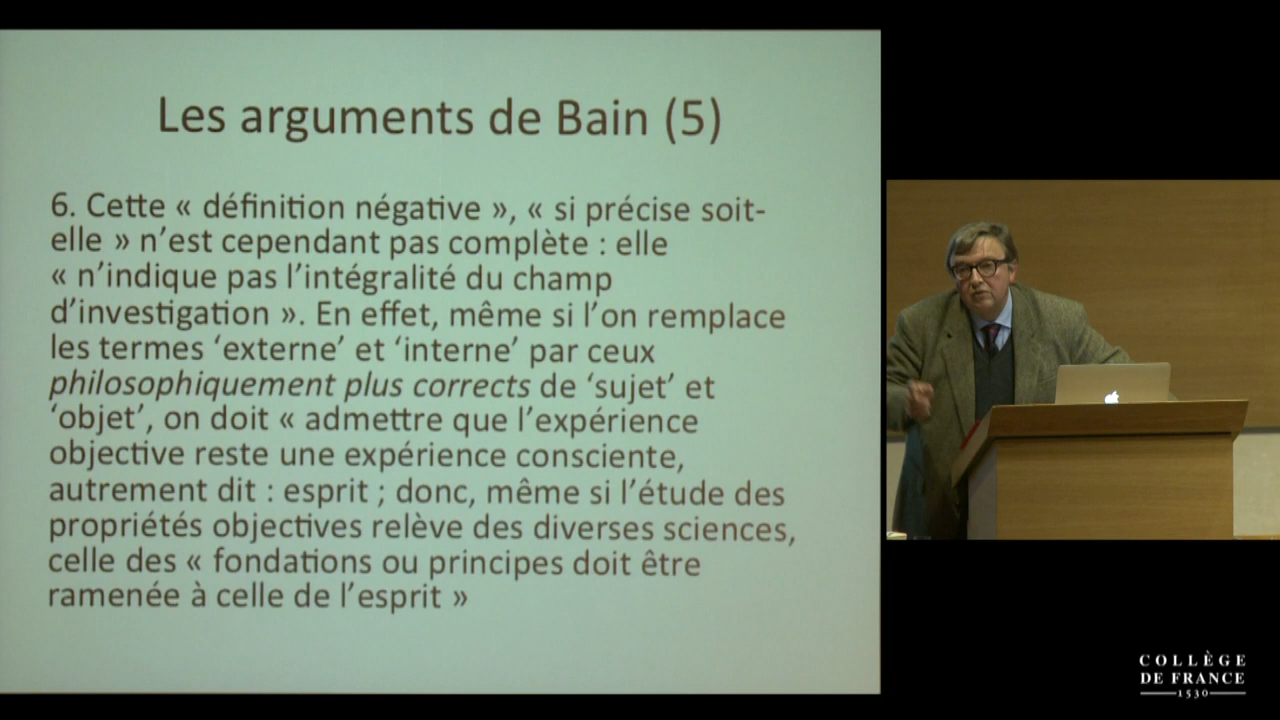 Les arguments de Bain (5)
6. Cette « définition négative », « si précise soit-
elle » n’est cependant pas complète : elle
« n’indique pas l’intégralité du champ
d’investigation ». En effet, même si l’on remplace
les termes ‘externe’ et ‘interne’ par ceux
philosophiquement plus corrects de ‘sujet’ et
‘objet’, on doit « admettre que l’expérience
objective reste une expérience consciente,
autrement dit : esprit ; donc, même si l’étude des
propriétés objectives relève des diverses sciences,
celle des « fondations ou principes doit être
ramenée à celle de l’esprit »
COLLÈGE
DE FRANCE
1530